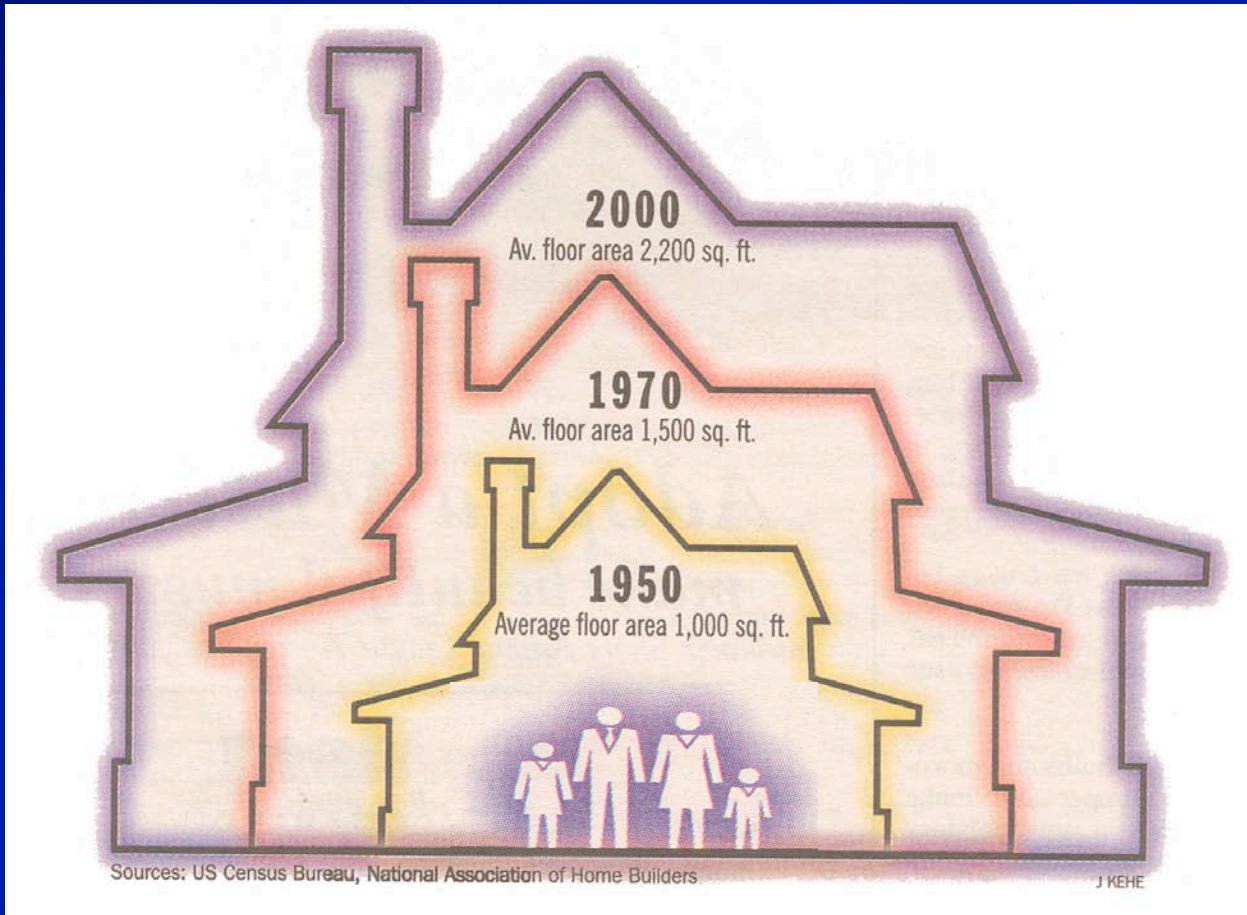 2000
Av. floor area 2,200 sq. ft.
1970
Av. floor area 1,500 sq. ft.
1950
Average floor area 1,000 sq. ft.
Sources: US Census Bureau, National Association of Home Builders
J KEHE